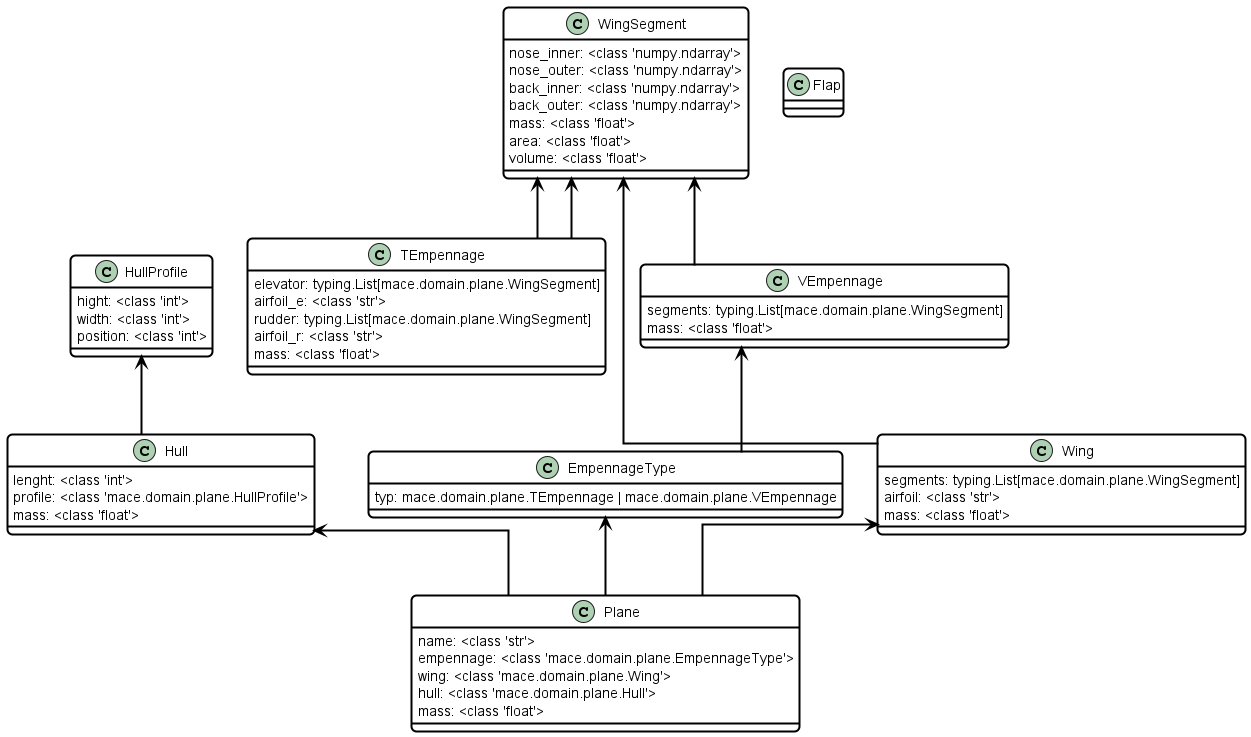 C WingSegment
nose_inner: <class 'numpy.ndarray'>
nose_outer: <class 'numpy.ndarray'>
back_inner: <class 'numpy.ndarray'>
back_outer: <class 'numpy.ndarray'>
mass: <class 'float'>
area: <class 'float'>
volume: <class 'float'>
C Flap
C HullProfile
hight: <class 'int'>
width: <class 'int'>
position: <class 'int'>
C TEmpennage
elevator: typing.List[mace.domain.plane.WingSegment]
airfoil_e: <class 'str'>
rudder: typing.List[mace.domain.plane.WingSegment]
airfoil_r: <class 'str'>
mass: <class 'float'>
C VEmpennage
segments: typing.List[mace.domain.plane.WingSegment]
mass: <class 'float'>
C Hull
lenght: <class 'int'>
profile: <class 'mace.domain.plane.HullProfile'>
mass: <class 'float'>
C EmpennageType
typ: mace.domain.plane.TEmpennage | mace.domain.plane.VEmpennage
C Wing
segments: typing.List[mace.domain.plane.WingSegment]
airfoil: <class 'str'>
mass: <class 'float'>
C Plane
name: <class 'str'>
empennage: <class 'mace.domain.plane.EmpennageType'>
wing: <class 'mace.domain.plane.Wing'>
hull: <class 'mace.domain.plane.Hull'>
mass: <class 'float'>